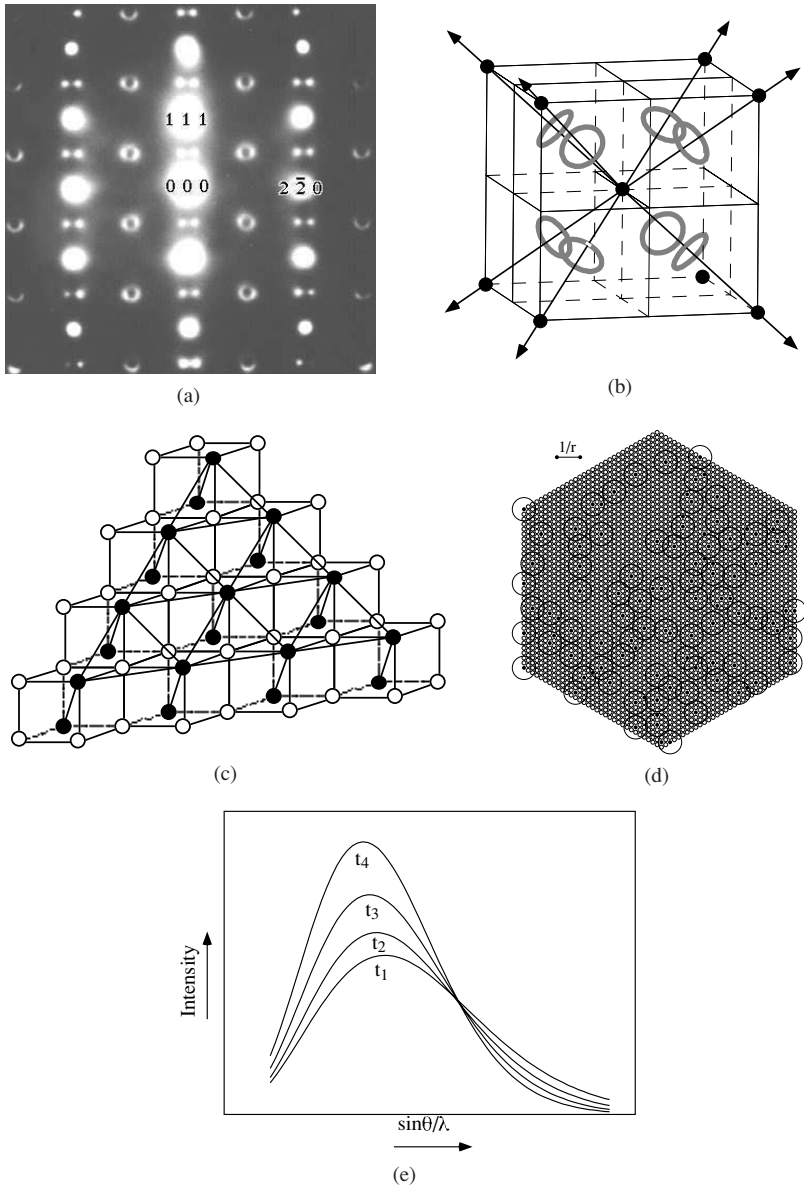 1 1 1
0 0 0
2 2̅ 0
(a)
(b)
(c)
1/r
(d)
t₄
t₃
t₂
t₁
Intensity
sinθ/λ
(e)